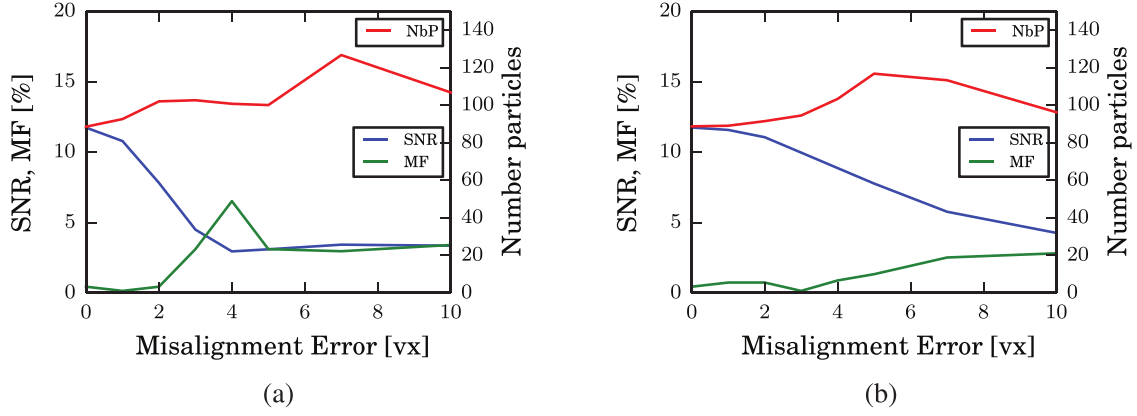 20
15
10
5
0
SNR, MF [%]
NbP
SNR
MF
140
120
100
80
60
40
20
0
Number particles
0 2 4 6 8 10
Misalignment Error [vx]
(a)
20
15
10
5
0
SNR, MF [%]
NbP
SNR
MF
140
120
100
80
60
40
20
0
Number particles
0 2 4 6 8 10
Misalignment Error [vx]
(b)